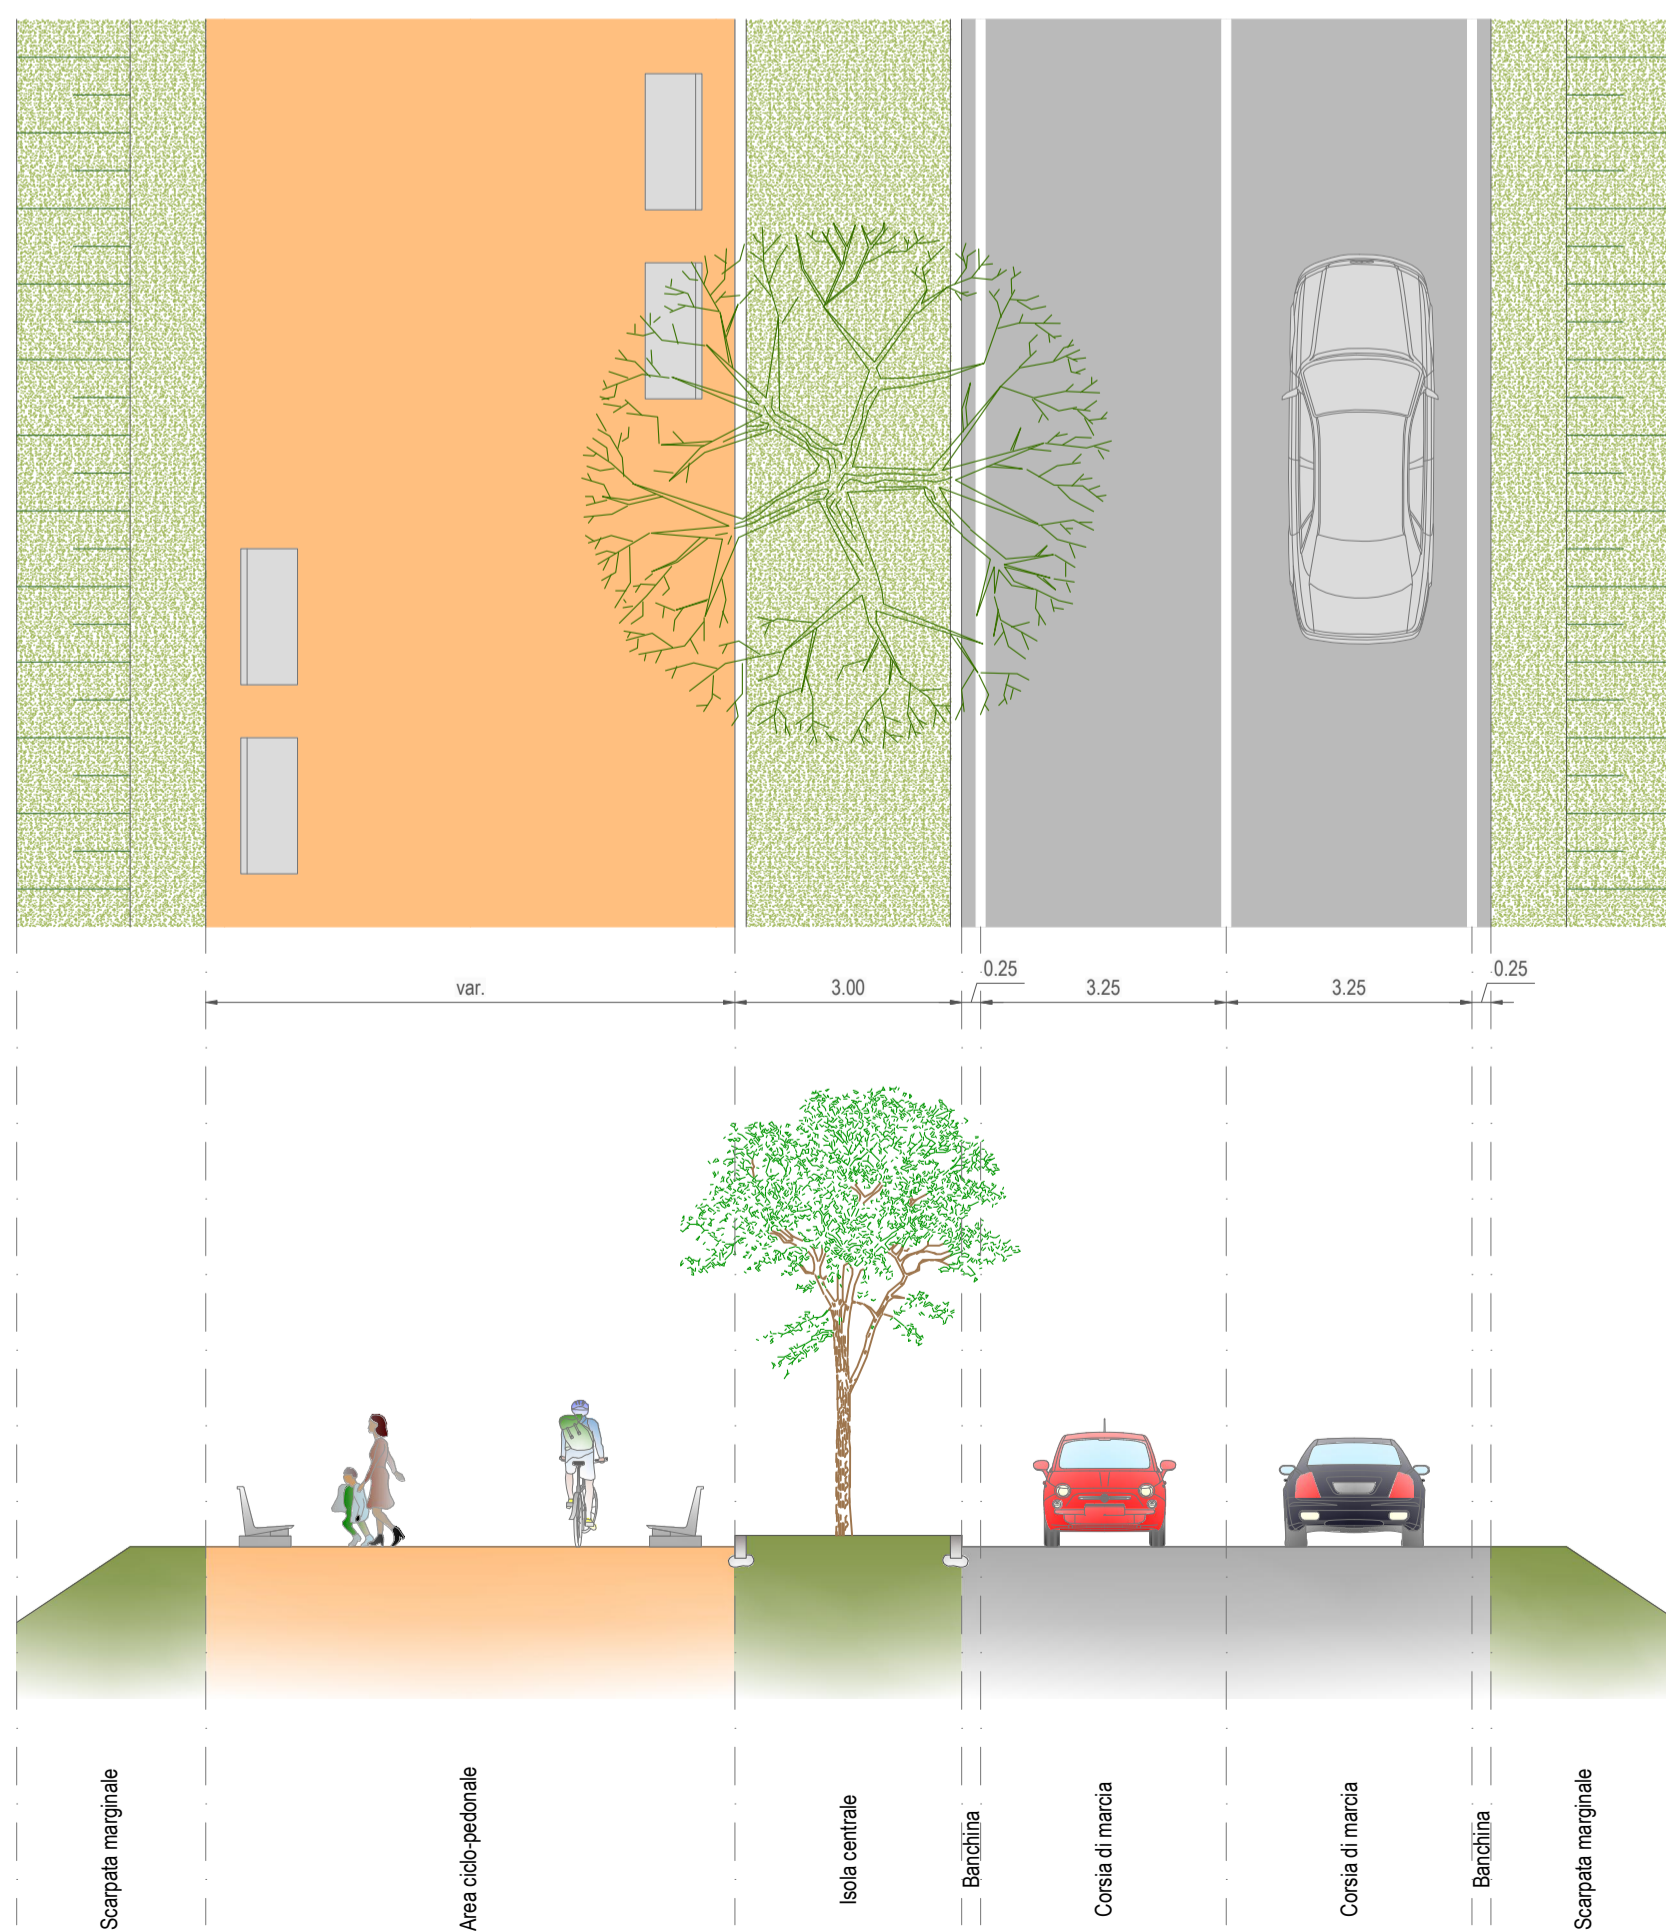 var.
3.00
0.25
3.25
3.25
0.25
Scarpata marginale
Area ciclo-pedonale
Isola centrale
Banchina
Corsia di marcia
Corsia di marcia
Banchina
Scarpata marginale